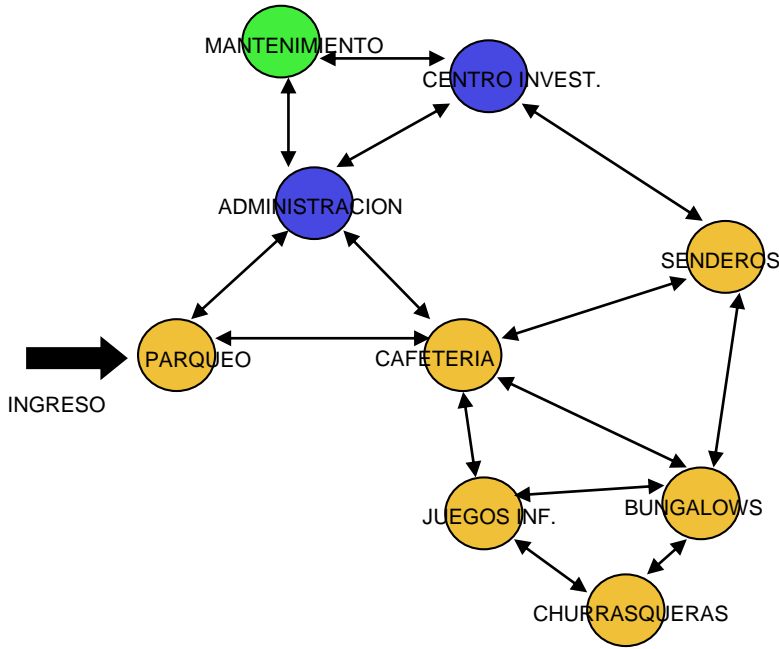 MANTENIMIENTO
CENTRO INVEST.
ADMINISTRACION
SENDEROS
PARQUEO
CAFETERIA
INGRESO
JUEGOS INF.
BUNGALOWS
CHURRASQUERAS